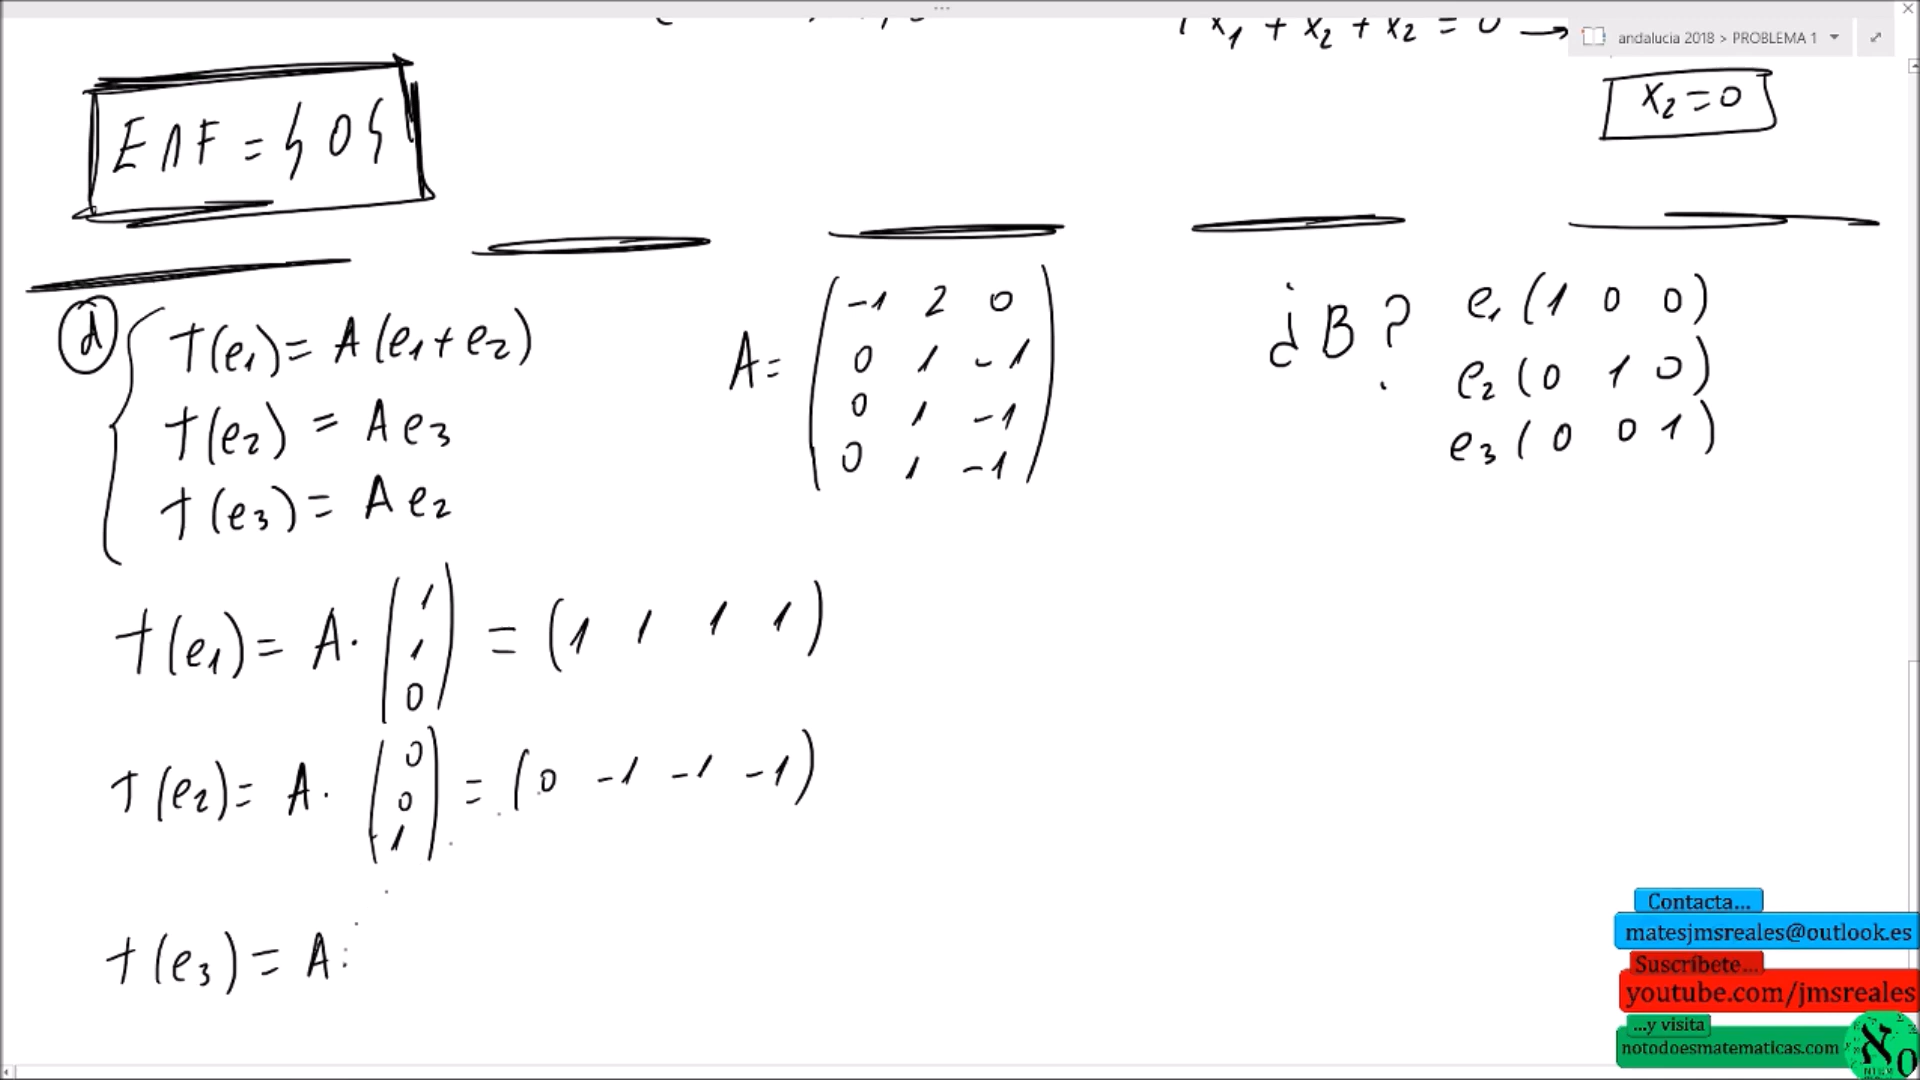 1 x₁ + x₂ + x₂ = 0 →
andalucia 2018 > PROBLEMA 1
x₂ = 0
E ∩ F = {0}
d) T(e₁) = A(e₁+e₂)
T(e₂) = A e₃
T(e₃) = A e₂
A =
-1 2 0
0 1 -1
0 1 -1
0 1 -1
¿B?
e₁(1 0 0)
e₂(0 1 0)
e₃(0 0 1)
T(e₁) = A · (1 1 0) = (1 1 1 1)
T(e₂) = A · (0 0 1) = (0 -1 -1 -1)
T(e₃) = A ·
Contacta...
matesjmsreales@outlook.es
Suscríbete...
youtube.com/jmsreales
...y visita
notodoesmatematicas.com